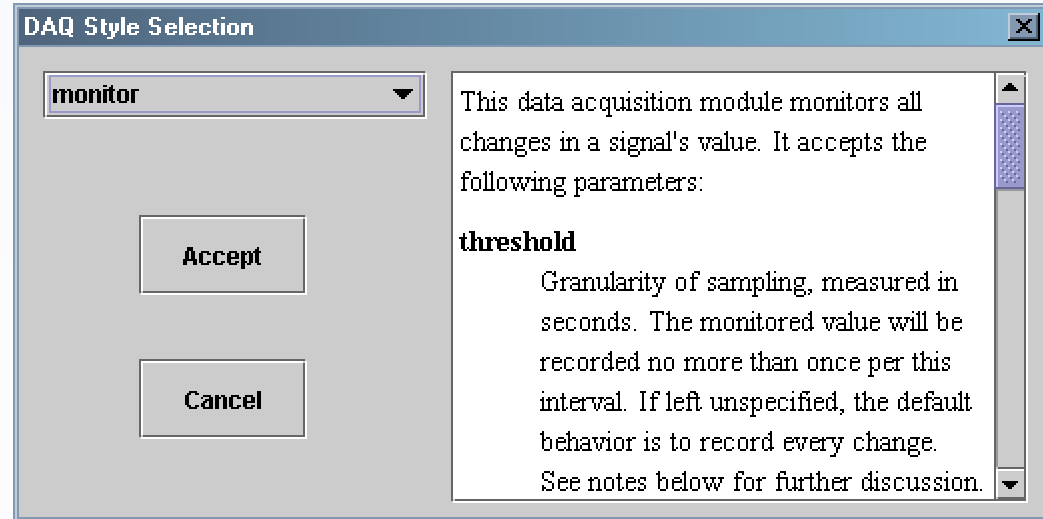 DAQ Style Selection
monitor
Accept
Cancel
This data acquisition module monitors all
changes in a signal's value. It accepts the
following parameters:
threshold
Granularity of sampling, measured in
seconds. The monitored value will be
recorded no more than once per this
interval. If left unspecified, the default
behavior is to record every change.
See notes below for further discussion.